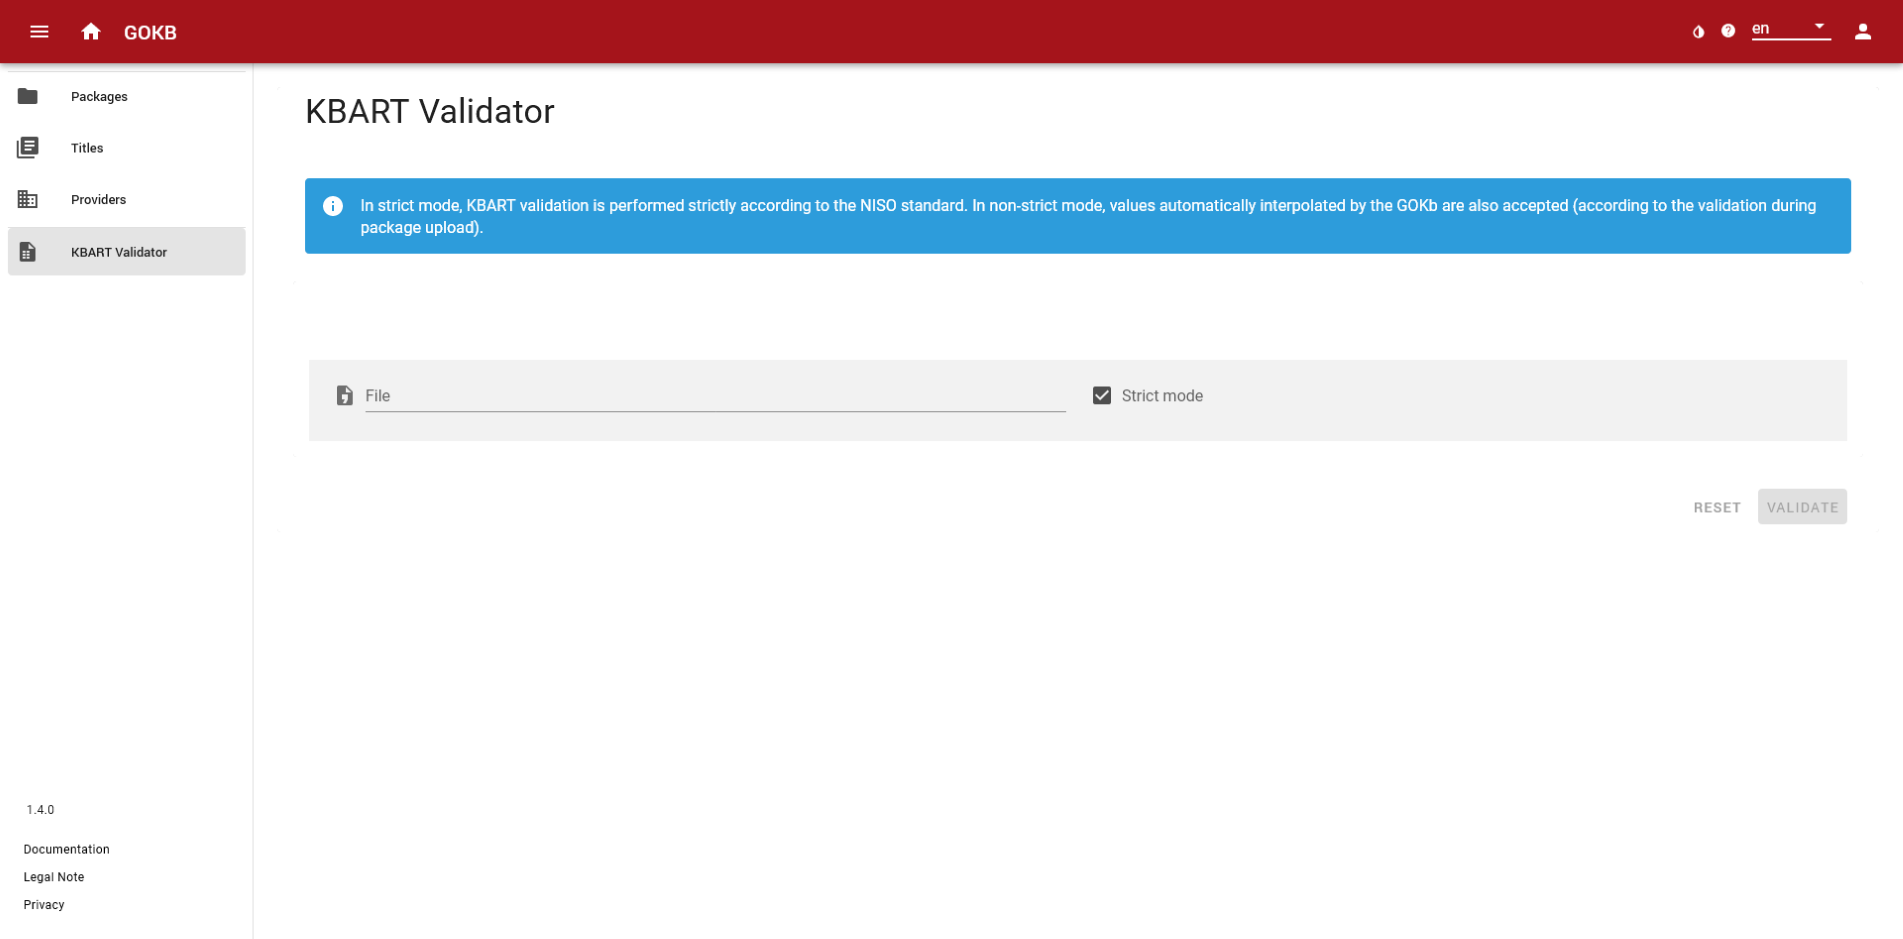 GOKB
en
Packages
Titles
Providers
KBART Validator
1.4.0
Documentation
Legal Note
Privacy
KBART Validator
In strict mode, KBART validation is performed strictly according to the NISO standard. In non-strict mode, values automatically interpolated by the GOKb are also accepted (according to the validation during
package upload).
File
Strict mode
RESET
VALIDATE